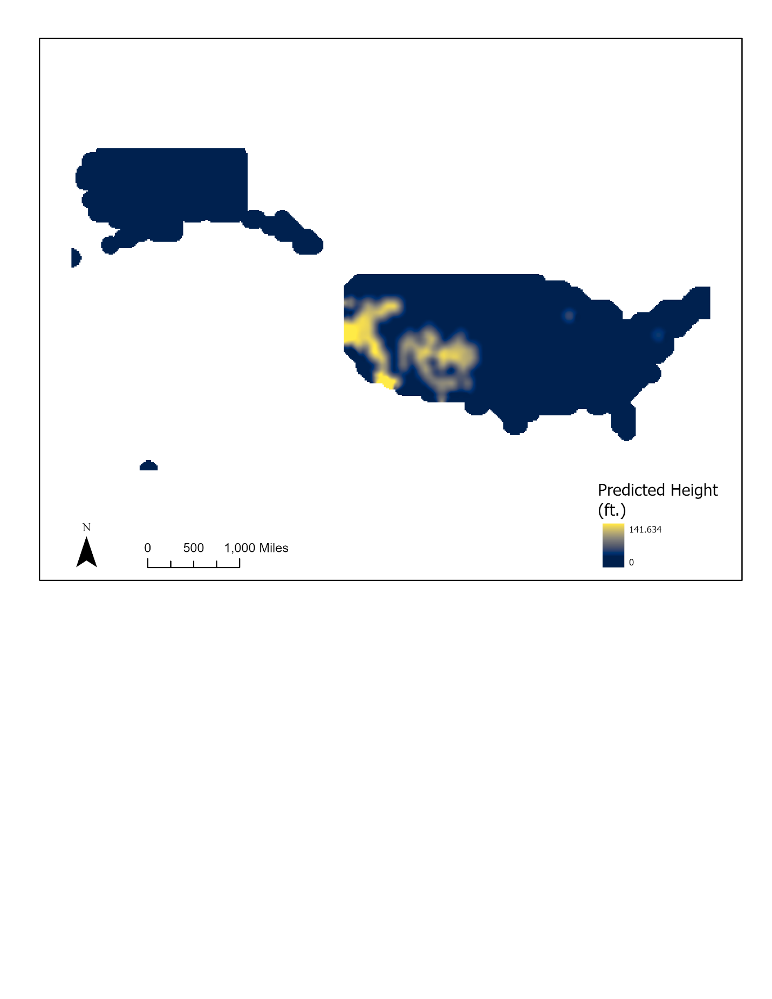 Predicted Height
(ft.)
141.634
0
N
0 500 1,000 Miles